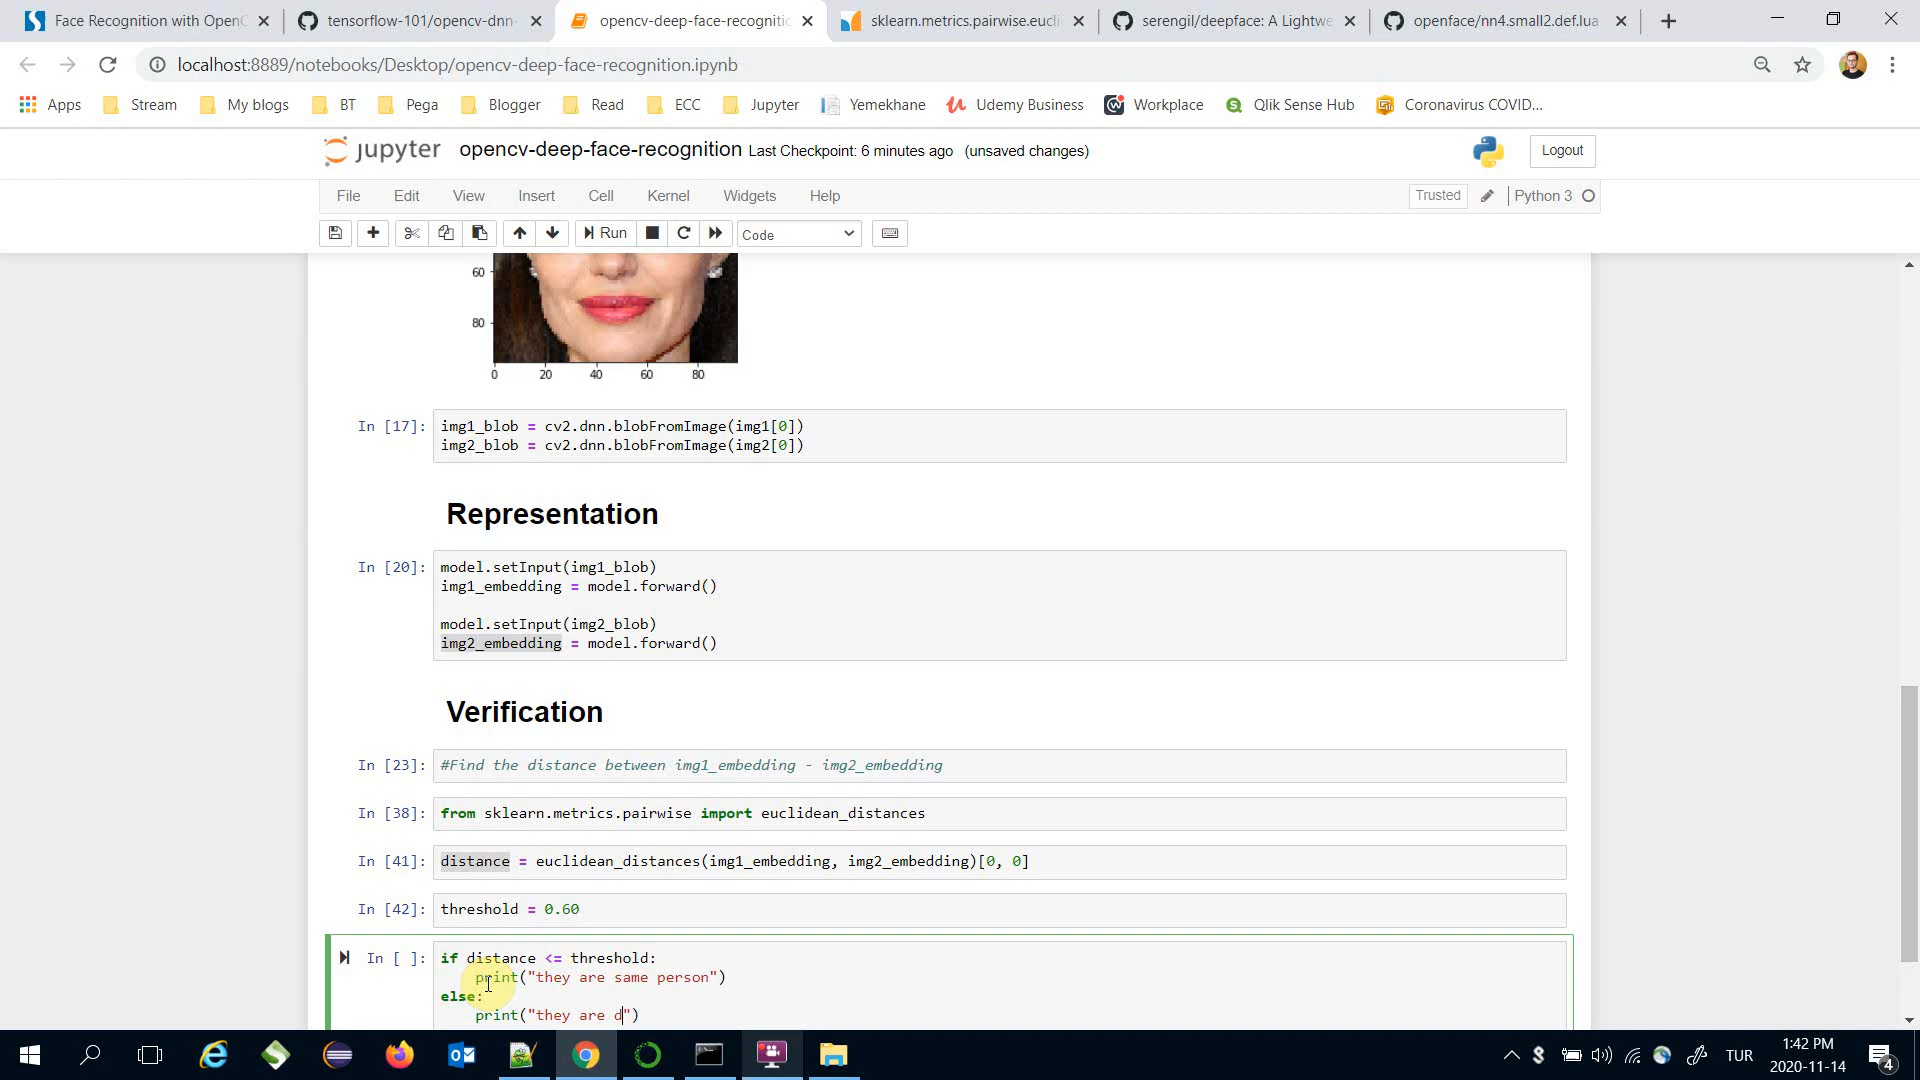 Face Recognition with OpenC
tensorflow-101/opencv-dnn-
opencv-deep-face-recognitio
sklearn.metrics.pairwise.eucli
serengil/deepface: A Lightwe
openface/nn4.small2.def.lua
localhost:8889/notebooks/Desktop/opencv-deep-face-recognition.ipynb
Apps Stream My blogs BT Pega Blogger Read ECC Jupyter Yemekhane Udemy Business Workplace Qlik Sense Hub Coronavirus COVID...
jupyter opencv-deep-face-recognition Last Checkpoint: 6 minutes ago (unsaved changes) Logout
File Edit View Insert Cell Kernel Widgets Help Trusted Python 3
Run Code
60
80
0 20 40 60 80
In [17]: img1_blob = cv2.dnn.blobFromImage(img1[0])
img2_blob = cv2.dnn.blobFromImage(img2[0])
Representation
In [20]: model.setInput(img1_blob)
img1_embedding = model.forward()
model.setInput(img2_blob)
img2_embedding = model.forward()
Verification
In [23]: #Find the distance between img1_embedding - img2_embedding
In [38]: from sklearn.metrics.pairwise import euclidean_distances
In [41]: distance = euclidean_distances(img1_embedding, img2_embedding)[0, 0]
In [42]: threshold = 0.60
In [ ]: if distance <= threshold:
print("they are same person")
else:
print("they are d")
TUR
1:42 PM
2020-11-14
4